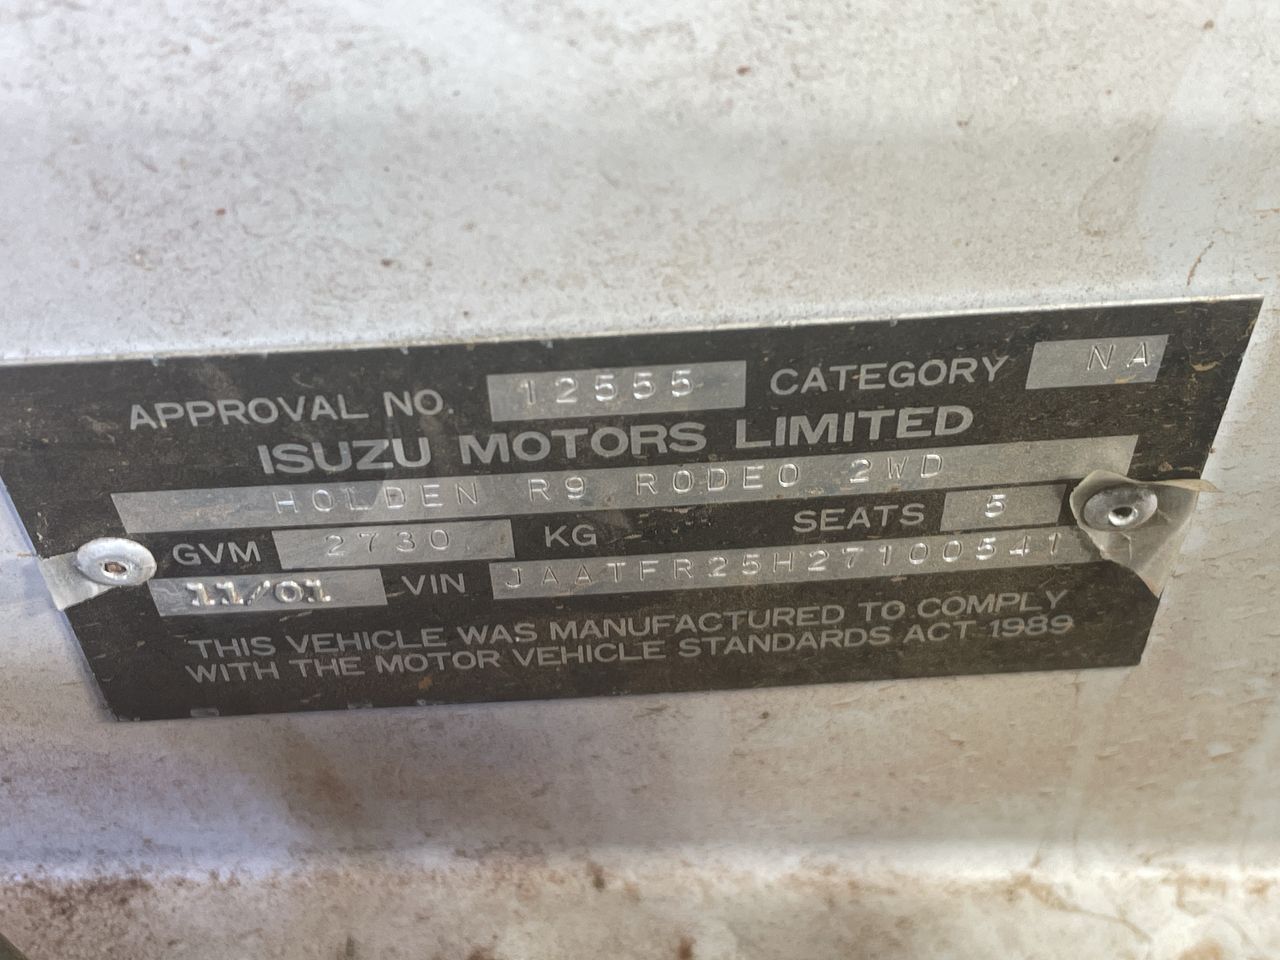 APPROVAL NO. 12555 CATEGORY NA
ISUZU MOTORS LIMITED
HOLDEN R9 RODEO 2WD
GVM 2730 KG SEATS 5
11/01 VIN JAATFR25H27100541
THIS VEHICLE WAS MANUFACTURED TO COMPLY
WITH THE MOTOR VEHICLE STANDARDS ACT 1989